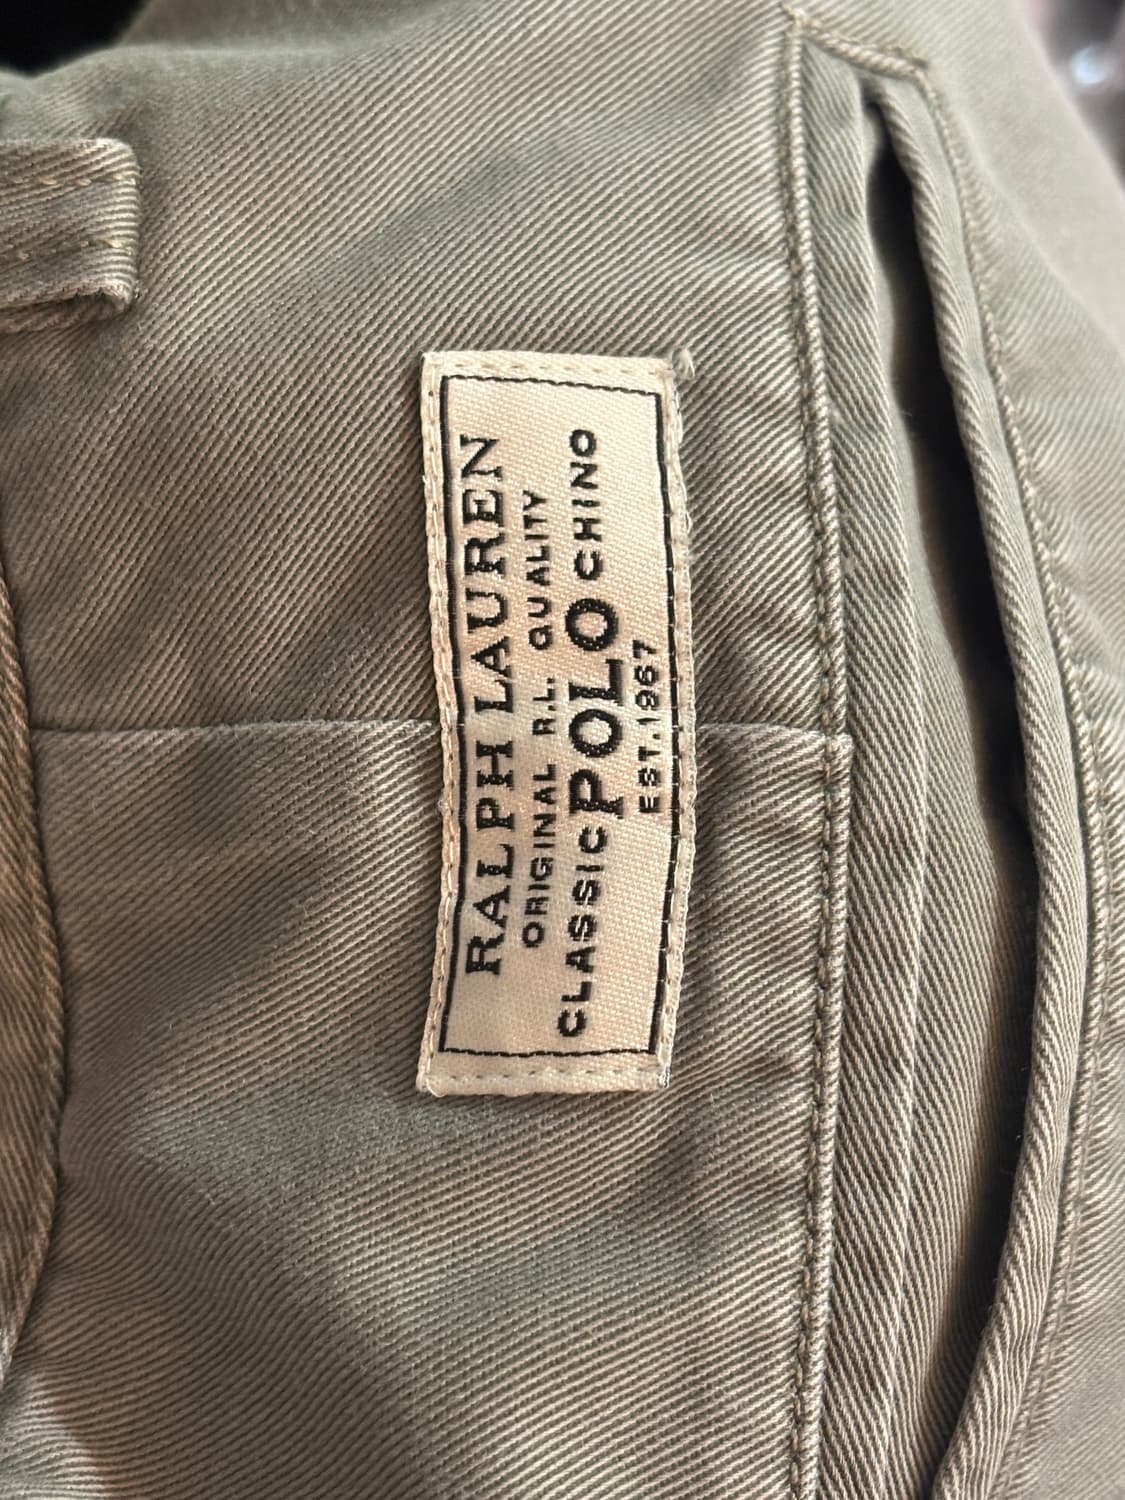 RALPH LAUREN
ORIGINAL R.L. QUALITY
CLASSIC POLO CHINO
EST. 1967